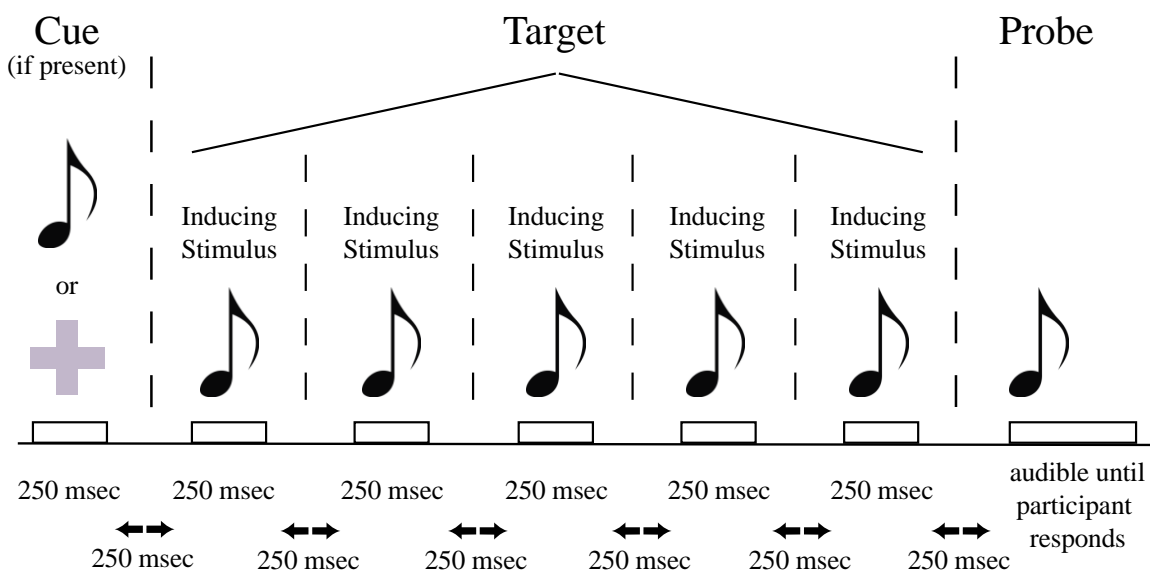 Cue
(if present)
Target
Probe
Inducing
Stimulus
Inducing
Stimulus
Inducing
Stimulus
Inducing
Stimulus
Inducing
Stimulus
or
250 msec
250 msec
250 msec
250 msec
250 msec
250 msec
audible until
participant
responds
250 msec
250 msec
250 msec
250 msec
250 msec
250 msec